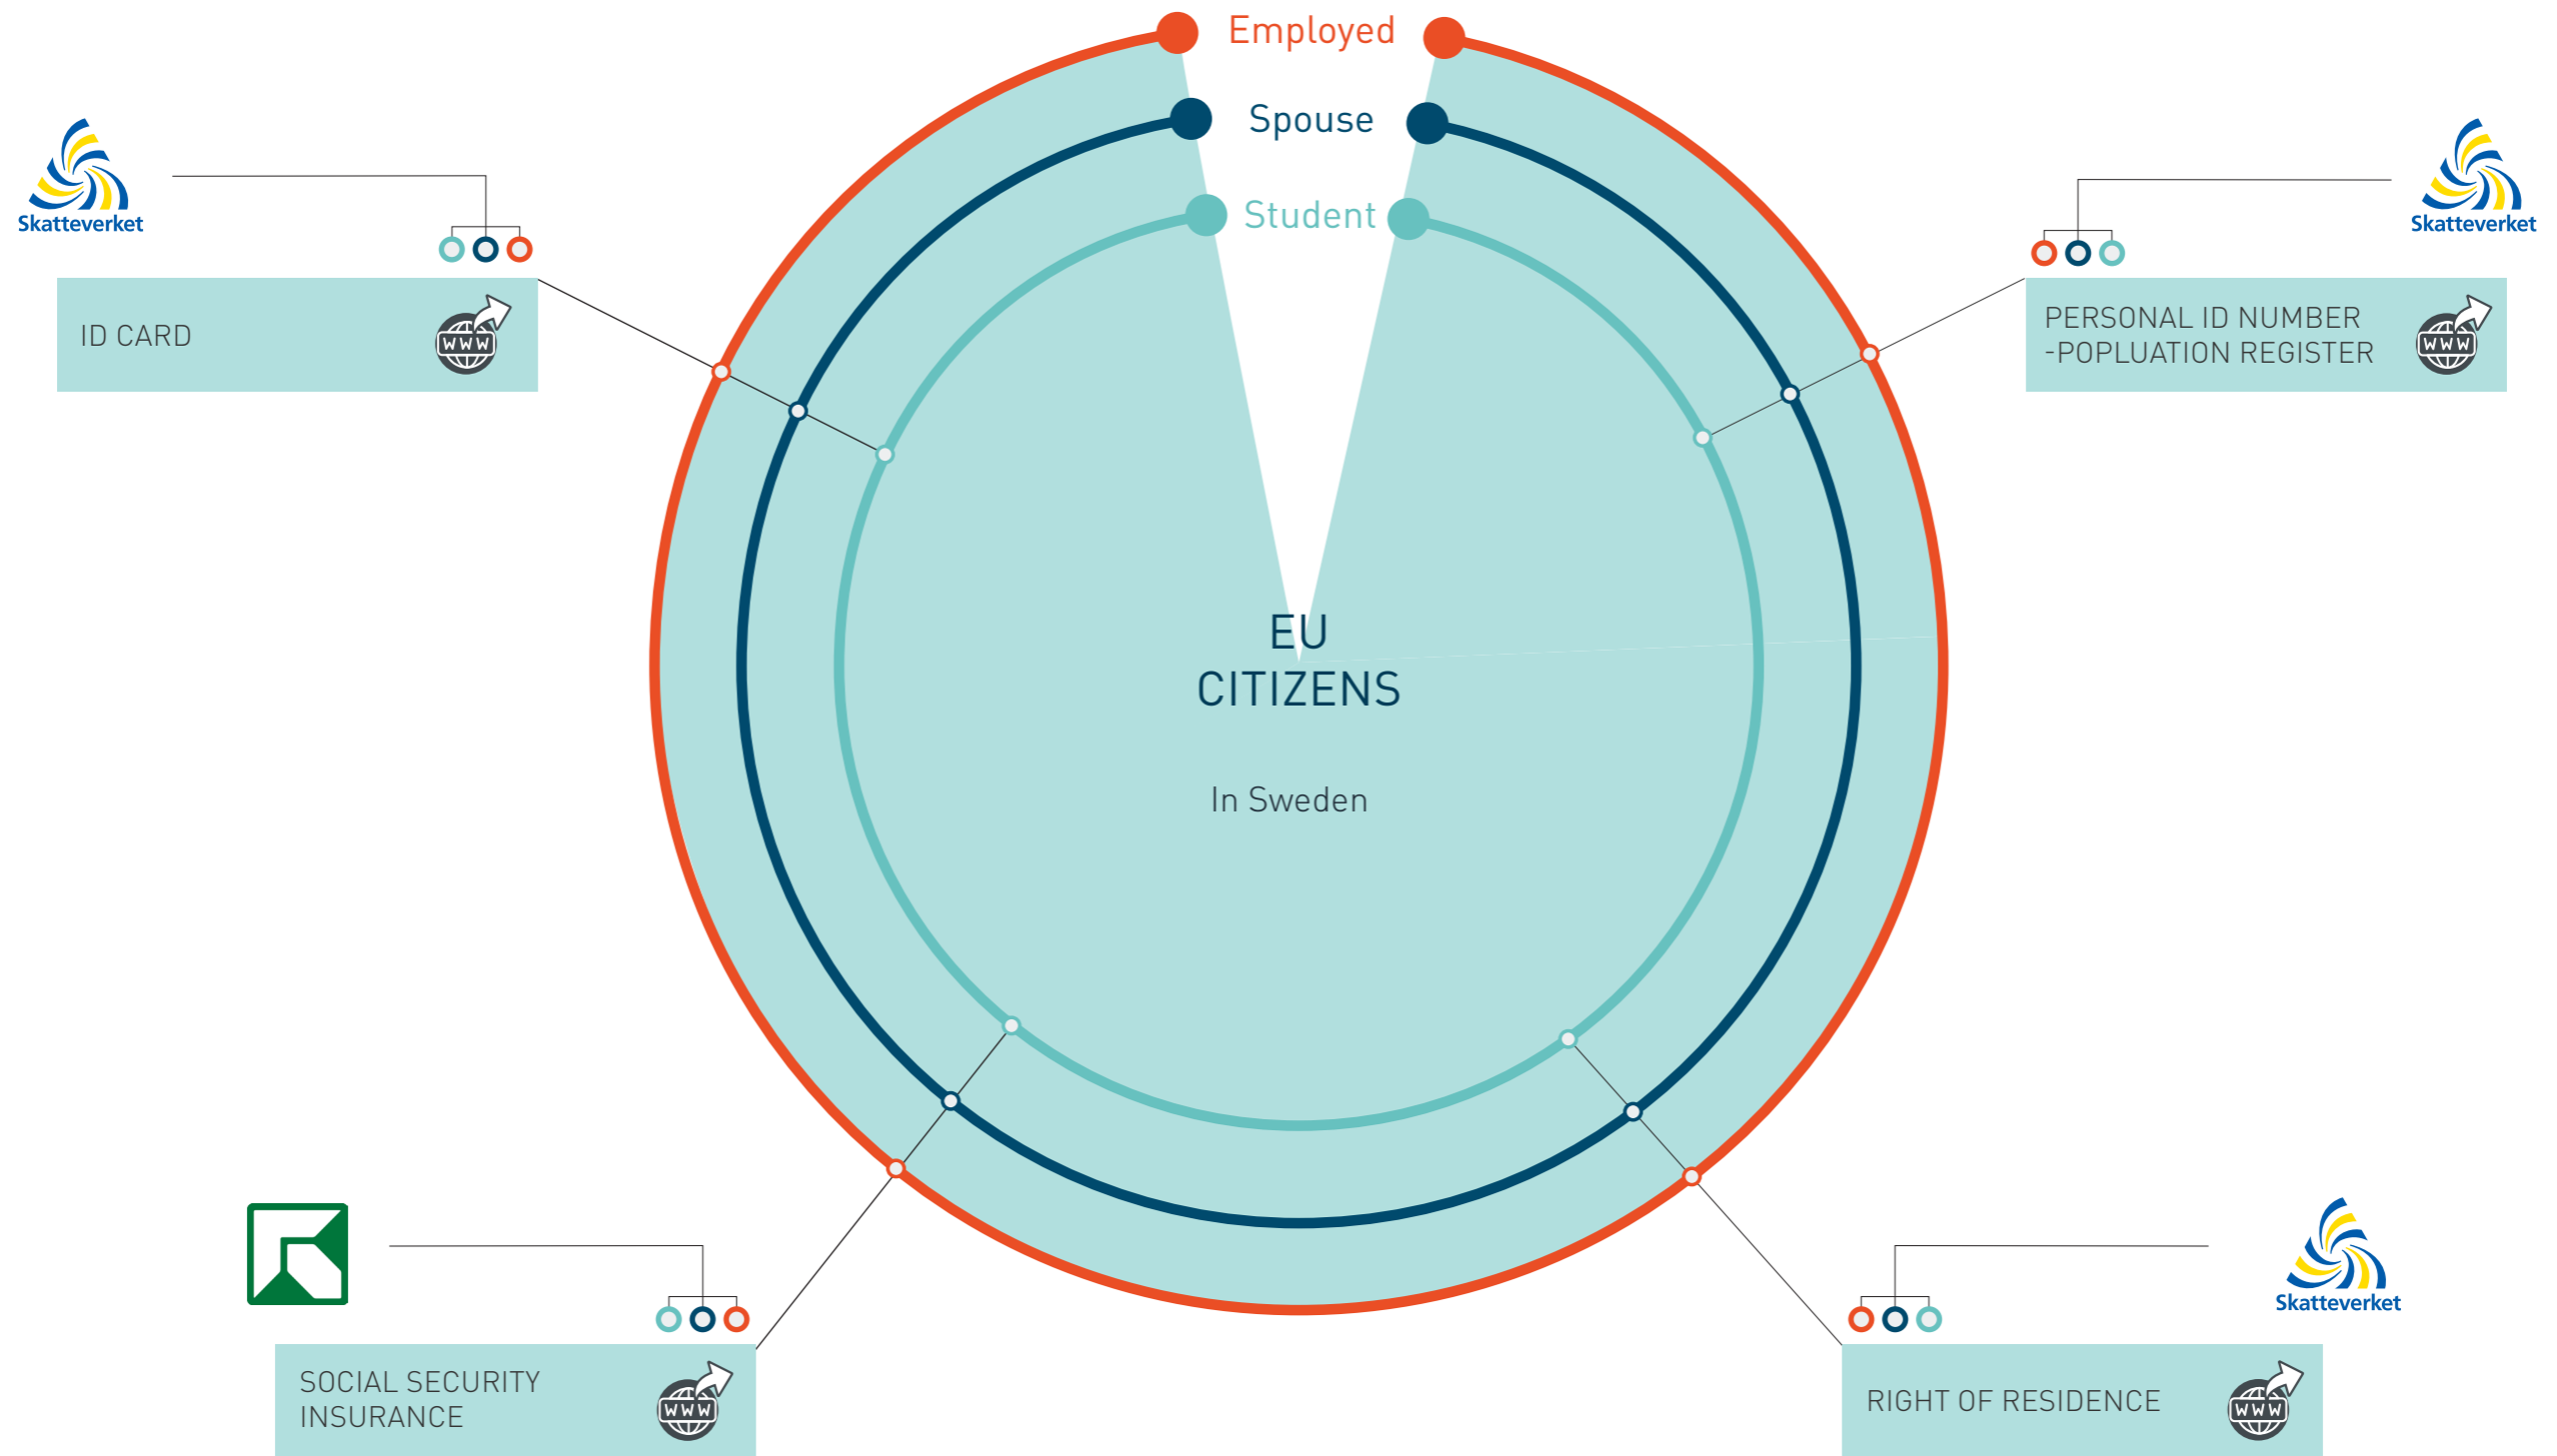 Employed
Spouse
Student
Skatteverket
Skatteverket
ID CARD
WWW
PERSONAL ID NUMBER
-POPLUATION REGISTER
WWW
EU
CITIZENS
In Sweden
Skatteverket
SOCIAL SECURITY
INSURANCE
WWW
RIGHT OF RESIDENCE
WWW